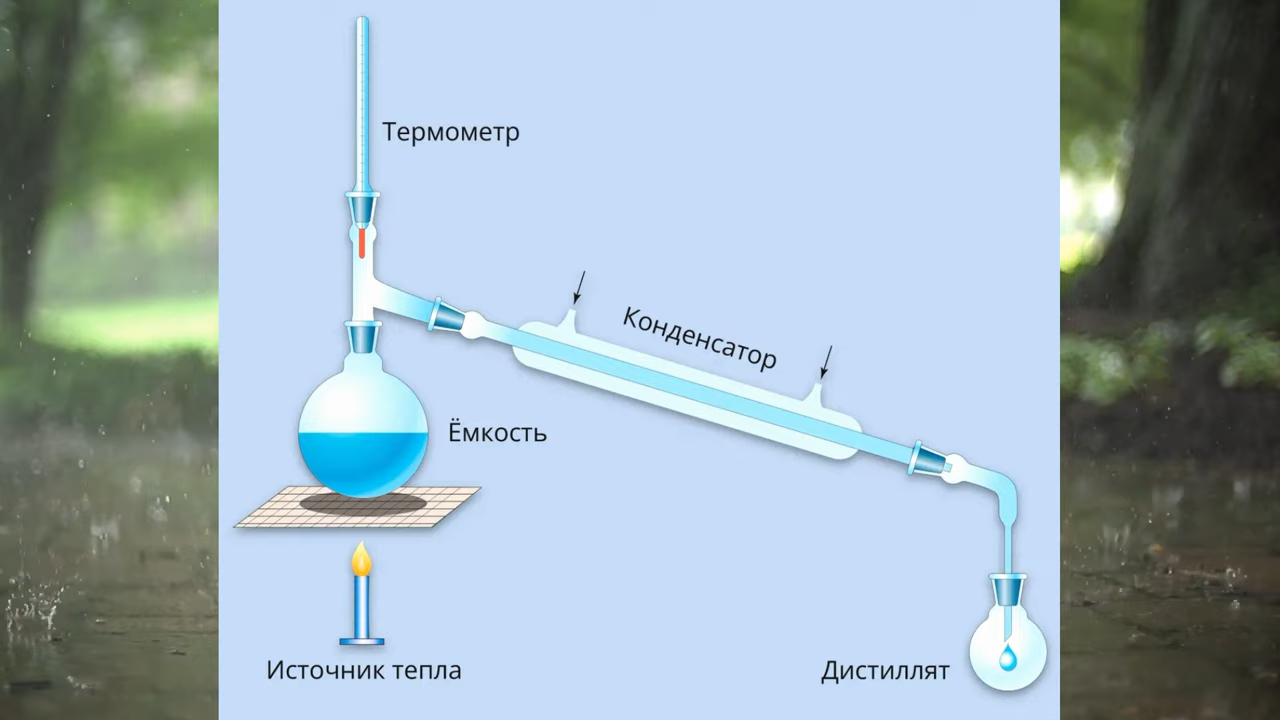 Термометр
Конденсатор
Ёмкость
Источник тепла
Дистиллят